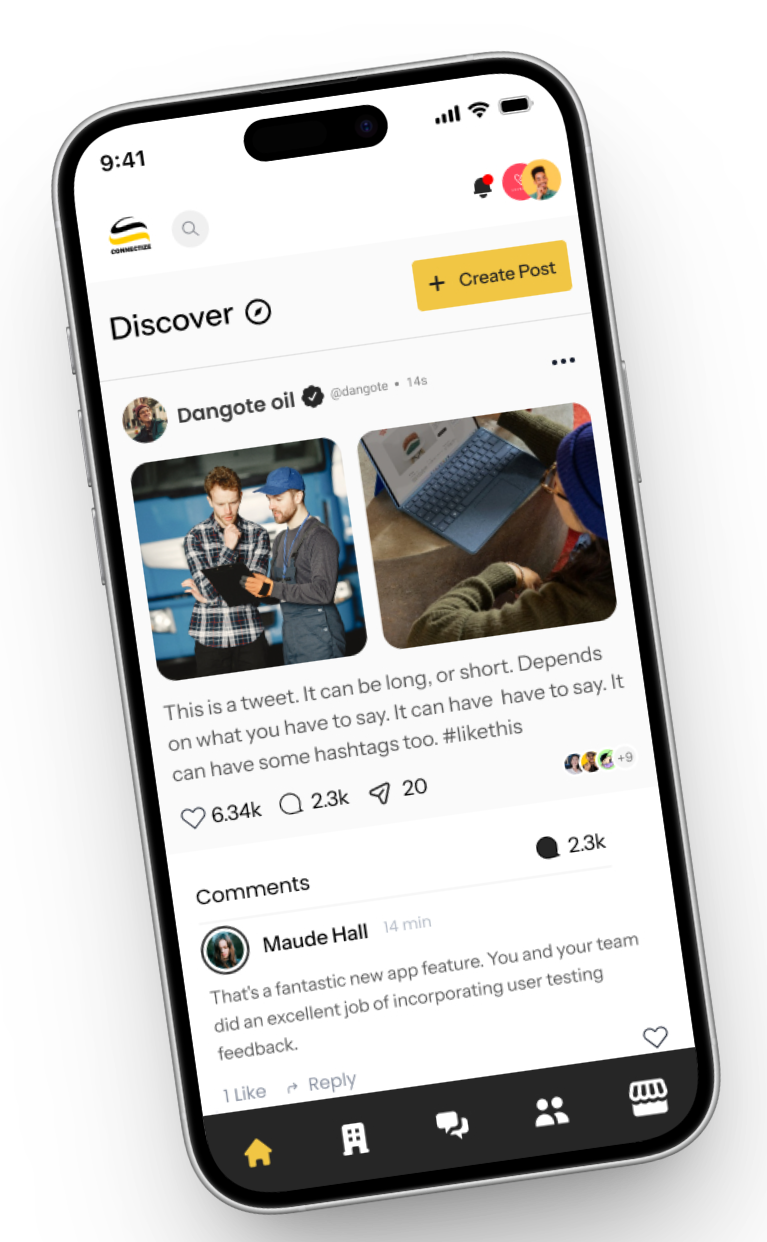 9:41
CONNECTIZE
Create Post
Discover
Dangote oil @dangote • 14s
This is a tweet. It can be long, or short. Depends
on what you have to say. It can have  have to say. It
can have some hashtags too. #likethis
+9
6.34k 2.3k 20
2.3k
Comments
Maude Hall 14 min
That's a fantastic new app feature. You and your team
did an excellent job of incorporating user testing
feedback.
1 Like Reply